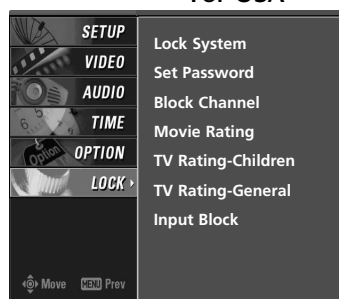 For USA
SETUP
VIDEO
AUDIO
TIME
OPTION
LOCK
Lock System
Set Password
Block Channel
Movie Rating
TV Rating-Children
TV Rating-General
Input Block
Move MENU Prev